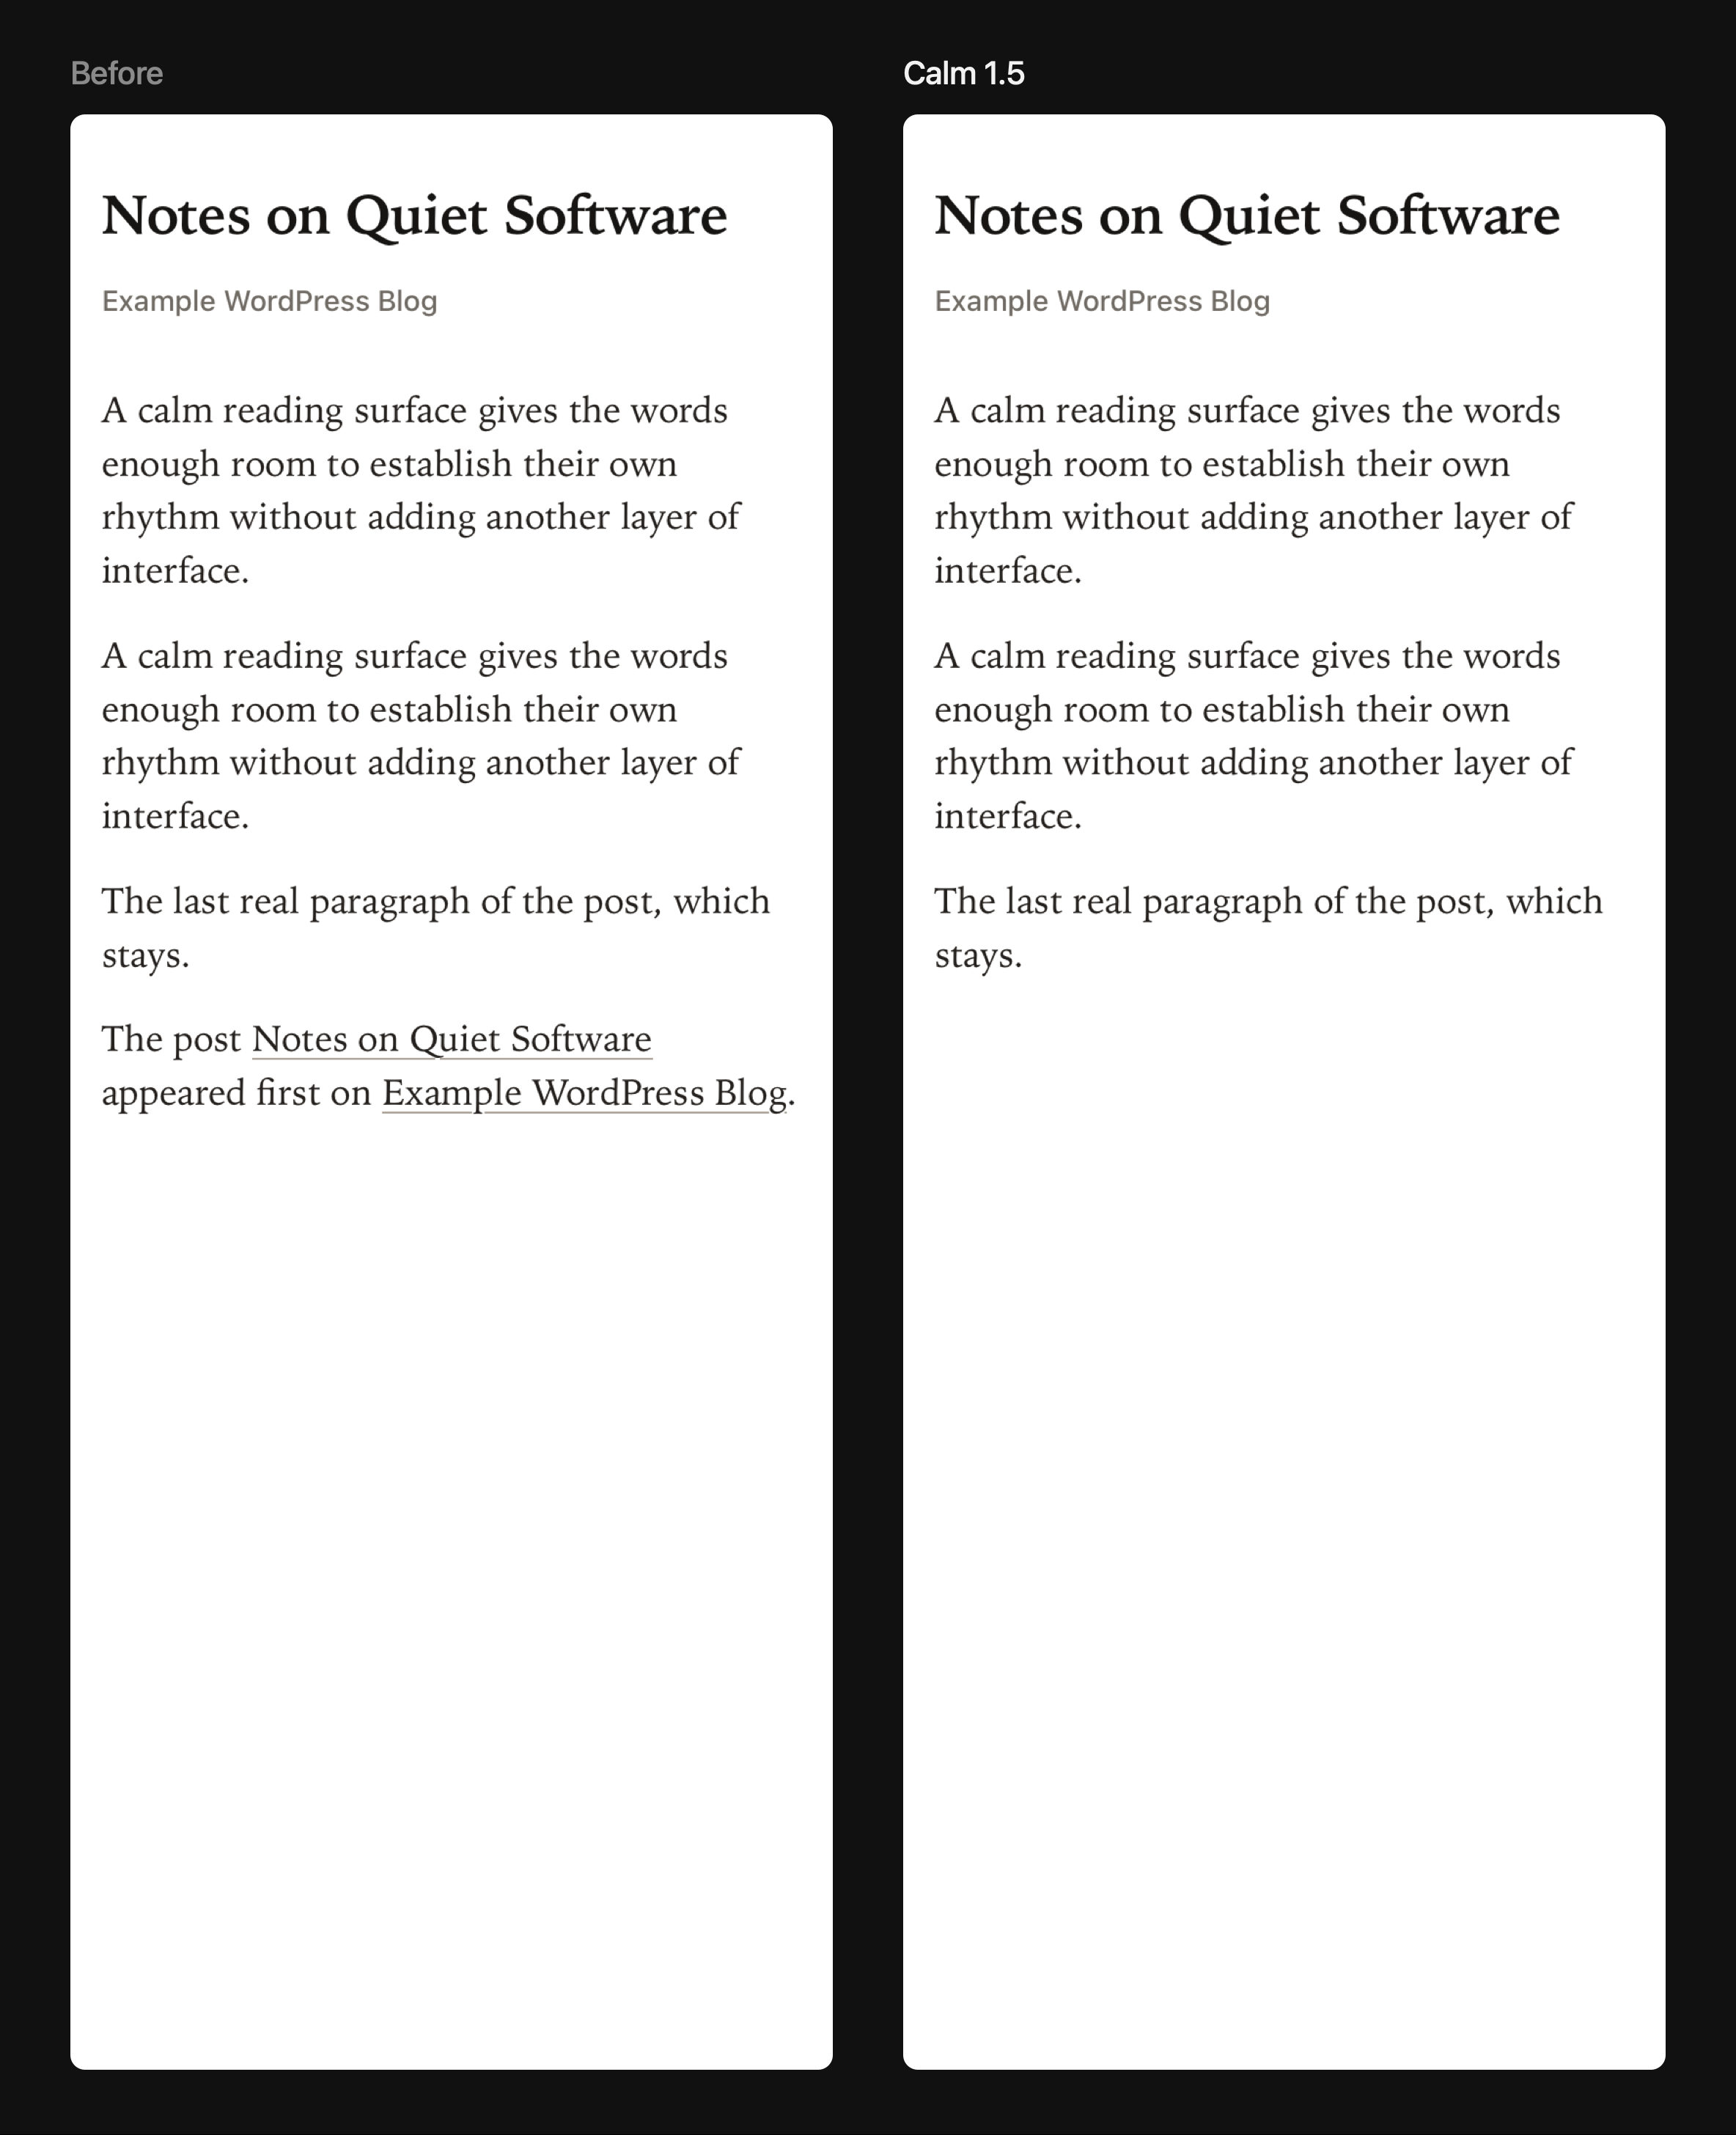 Before
Notes on Quiet Software
Example WordPress Blog
A calm reading surface gives the words
enough room to establish their own
rhythm without adding another layer of
interface.
A calm reading surface gives the words
enough room to establish their own
rhythm without adding another layer of
interface.
The last real paragraph of the post, which
stays.
The post Notes on Quiet Software
appeared first on Example WordPress Blog.
Calm 1.5
Notes on Quiet Software
Example WordPress Blog
A calm reading surface gives the words
enough room to establish their own
rhythm without adding another layer of
interface.
A calm reading surface gives the words
enough room to establish their own
rhythm without adding another layer of
interface.
The last real paragraph of the post, which
stays.